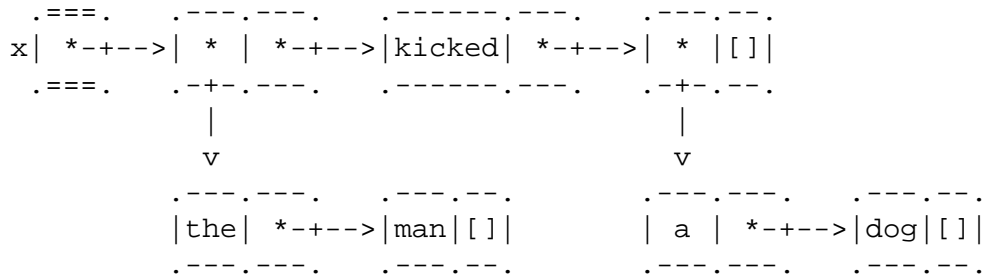 .===.    .---.---.    .------.---.    .---.--.
x| *-+-->| * | *-+-->|kicked| *-+-->| * |[]|
 .===.    .-+-.---.    .------.---.    .-+-.--.
            |                            |
            v                            v
          .---.---.    .---.--.        .---.---.    .---.--.
          |the| *-+-->|man|[]|        | a | *-+-->|dog|[]|
          .---.---.    .---.--.        .---.---.    .---.--.